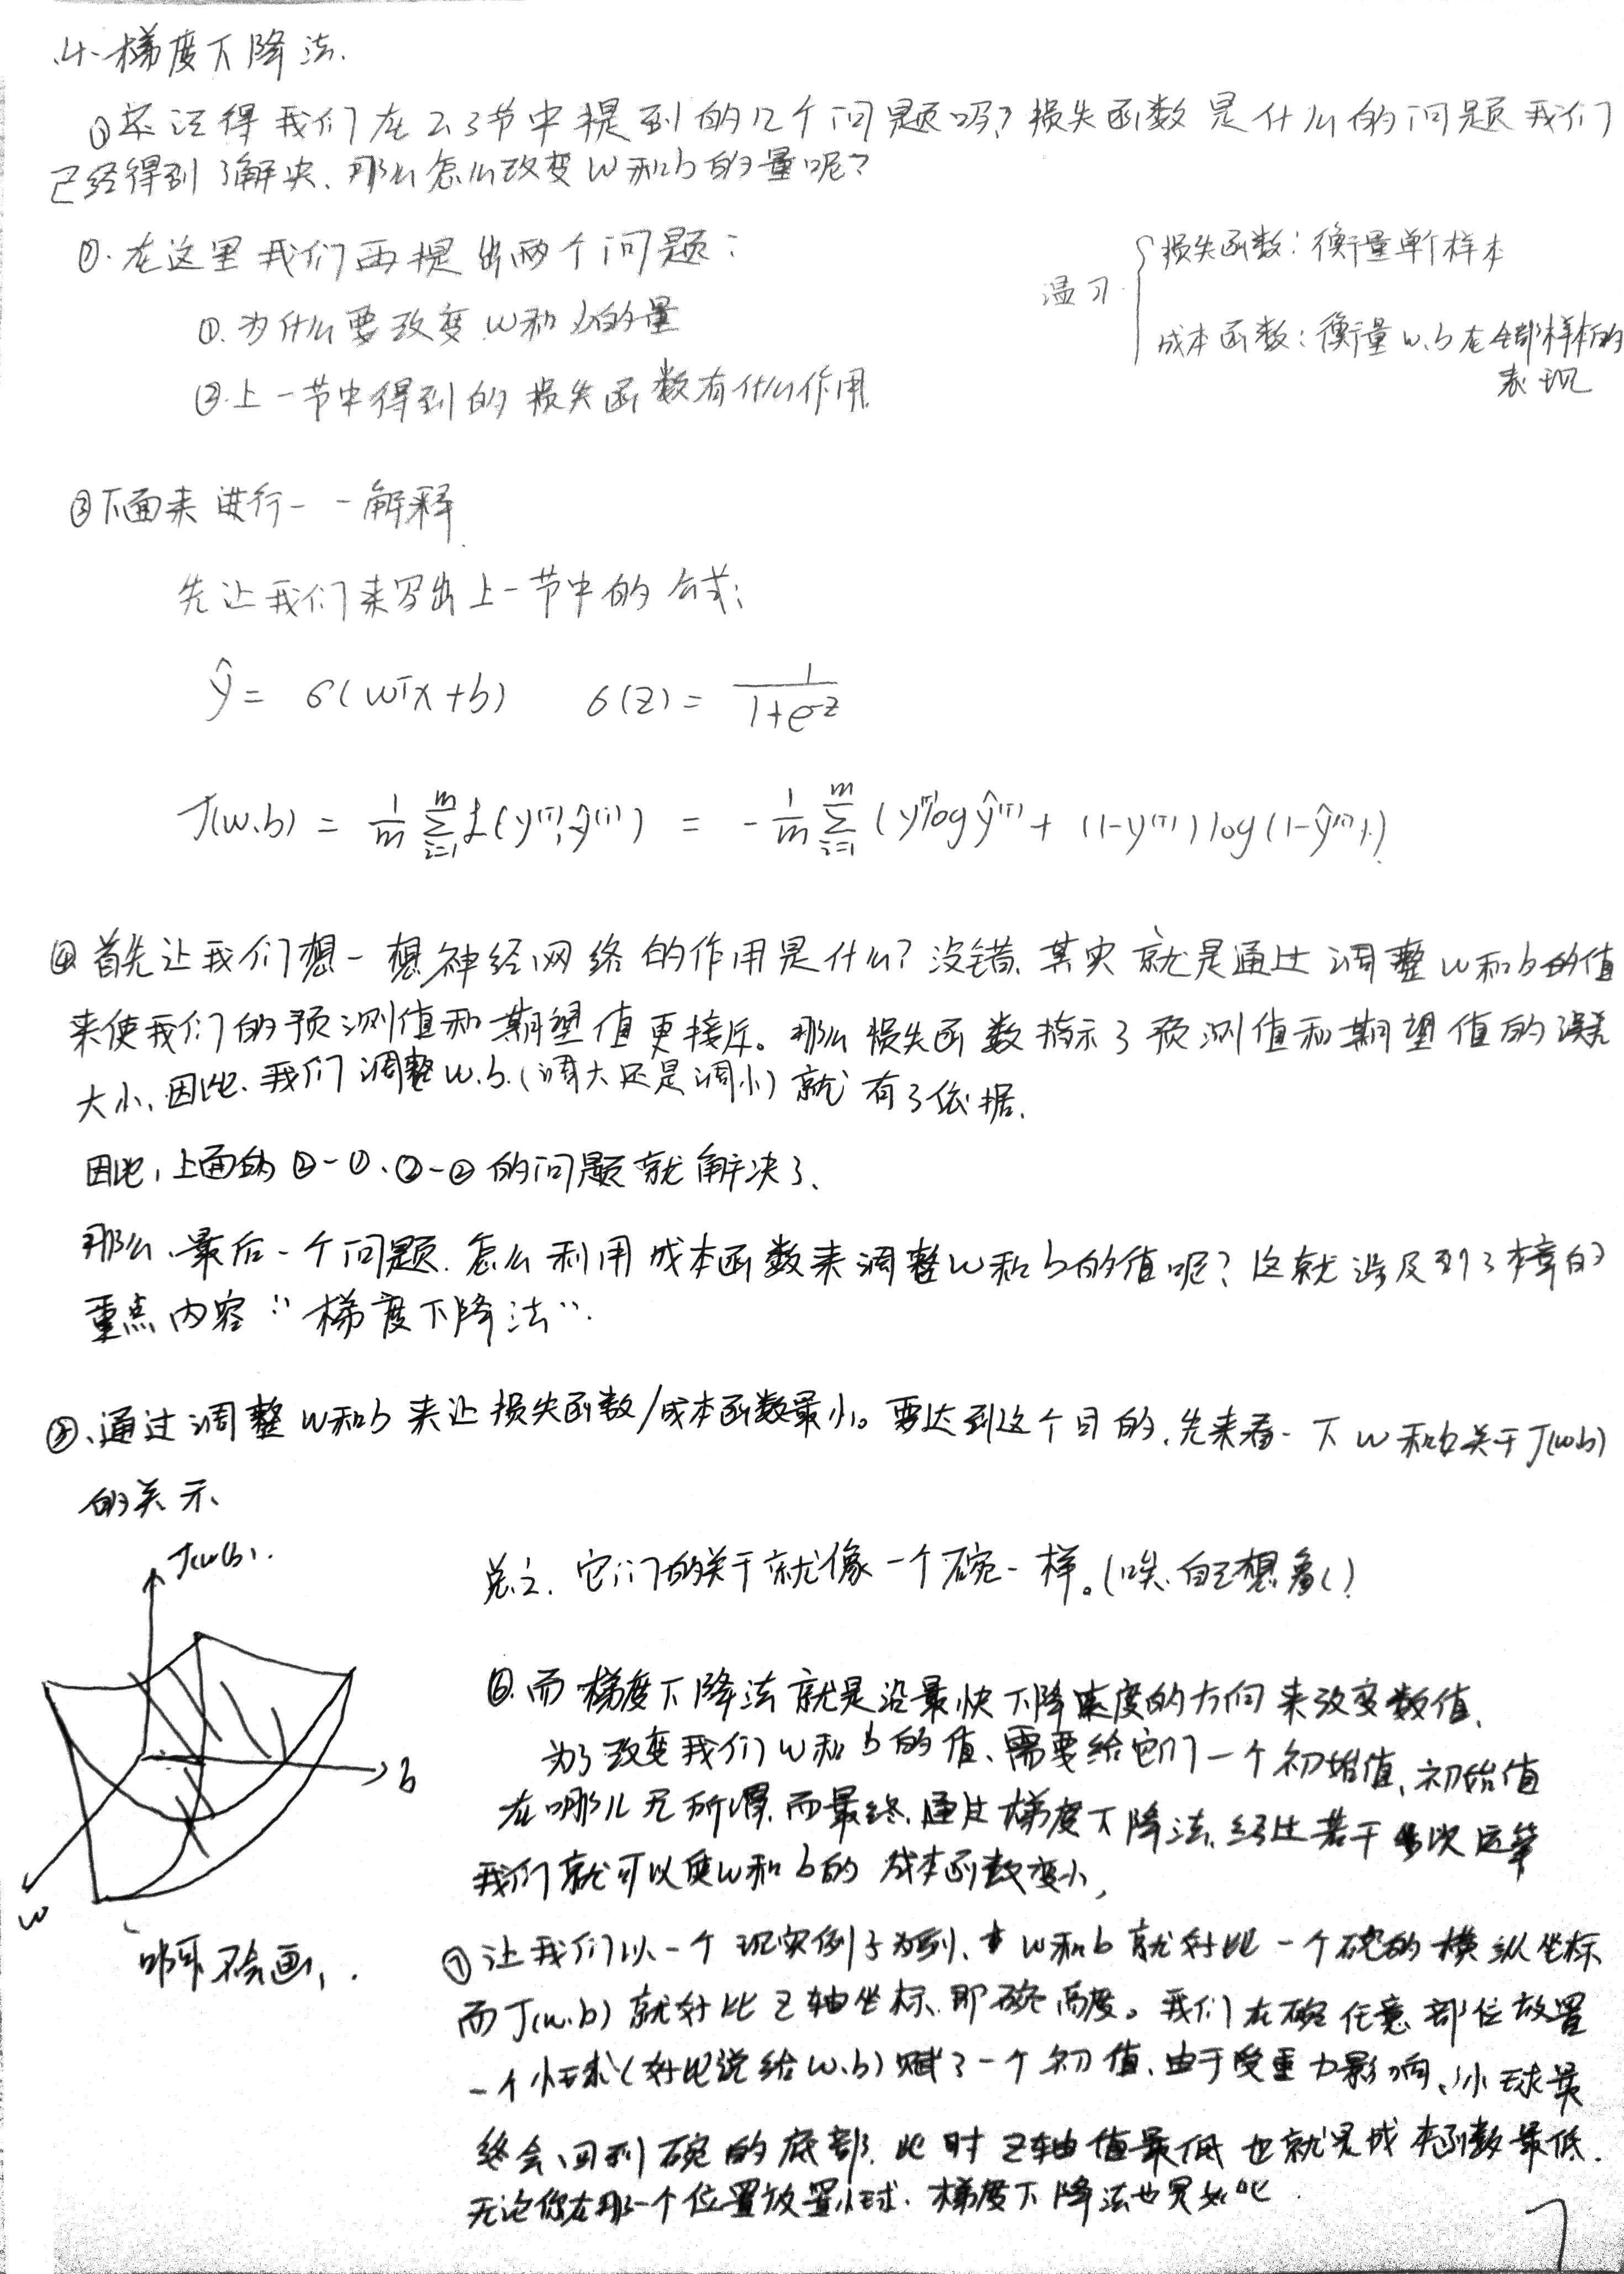 4.梯度下降法.
①还记得我们在2.3节中提到的几个问题吗?损失函数是什么的问题我们
已经得到了解决.那么怎么改变w和b的量呢?
②.在这里我们再提出两个问题:
①.为什么要改变w和b的量
②.上一节中得到的损失函数有什么作用.
温习.
损失函数:衡量单个样本
成本函数:衡量w.b在全部样本的
表现
③下面来进行一一解释.
先让我们来写出上一节中的公式:
ŷ = σ(wᵀx+b) σ(z) = 1/(1+e⁻ᶻ)
J(w.b) = 1/m Σᵢ₌₁ᵐ L(y⁽ⁱ⁾,ŷ⁽ⁱ⁾) = -1/m Σᵢ₌₁ᵐ (y⁽ⁱ⁾logŷ⁽ⁱ⁾ + (1-y⁽ⁱ⁾)log(1-ŷ⁽ⁱ⁾))
④首先让我们想一想神经网络的作用是什么?没错、其实就是通过调整w和b的值
来使我们的预测值和期望值更接近。那么损失函数指示了预测值和期望值的误差
大小、因此.我们调整w.b.(调大还是调小)就有了依据.
因此,上面的②-①、②-②的问题就解决了、
那么、最后一个问题.怎么利用成本函数来调整w和b的值呢?这就涉及到了本章的
重点内容"梯度下降法".
⑤、通过调整w和b来让损失函数/成本函数最小。要达到这个目的.先来看一下w和b关于J(w.b)
的关系、
J(w.b).
b
w
啊呀不会画,.
总之.它们的关于就像一个碗一样。(唉.自己想象()
⑥.而梯度下降法就是沿最快下降速度的方向来改变数值.
为了改变我们w和b的值、需要给它们一个初始值、初始值
在哪儿无所谓.而最终.通过梯度下降法、经过若干多次运算
我们就可以使w和b的成本函数变小,
⑦让我们以一个现实例子为例、w和b就好比一个碗的横纵坐标
而J(w.b)就好比z轴坐标.即碗高度。我们在碗任意部位放置
一个小球(好比说给w.b)赋了一个初值、由于受重力影响、小球最
终会回到碗的底部.此时z轴值最低也就是成本函数最低.
无论你在那一个位置放置小球.梯度下降法也是如此.
7